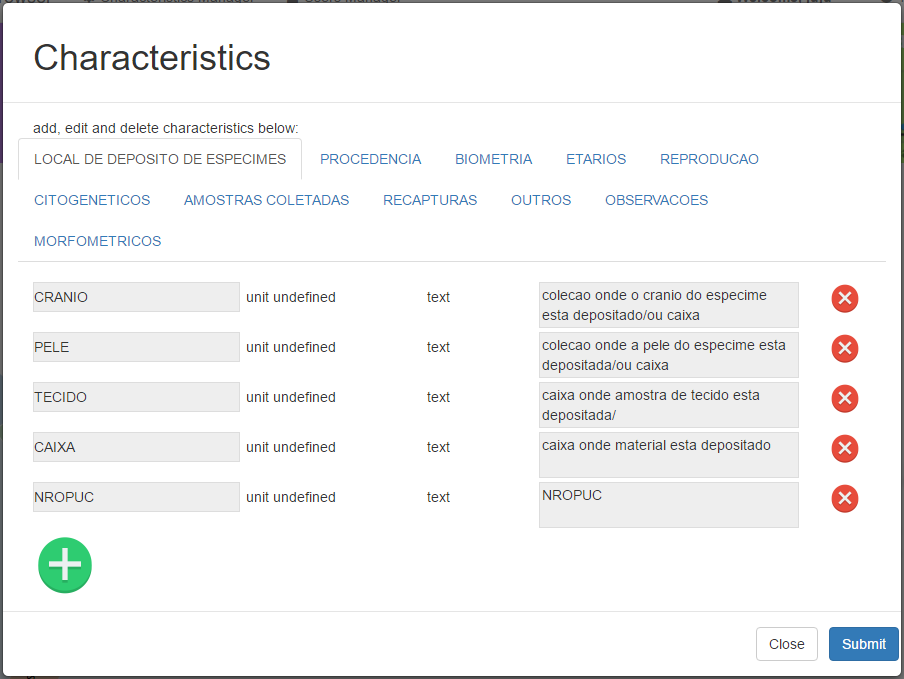 Characteristics Manager
Users Manager
Characteristics
add, edit and delete characteristics below:
LOCAL DE DEPOSITO DE ESPECIMES PROCEDENCIA BIOMETRIA ETARIOS REPRODUCAO
CITOGENETICOS AMOSTRAS COLETADAS RECAPTURAS OUTROS OBSERVACOES
MORFOMETRICOS
CRANIO unit undefined text colecao onde o cranio do especime
esta depositado/ou caixa
PELE unit undefined text colecao onde a pele do especime esta
depositada/ou caixa
TECIDO unit undefined text caixa onde amostra de tecido esta
depositada/
CAIXA unit undefined text caixa onde material esta depositado
NROPUC unit undefined text NROPUC
Close Submit